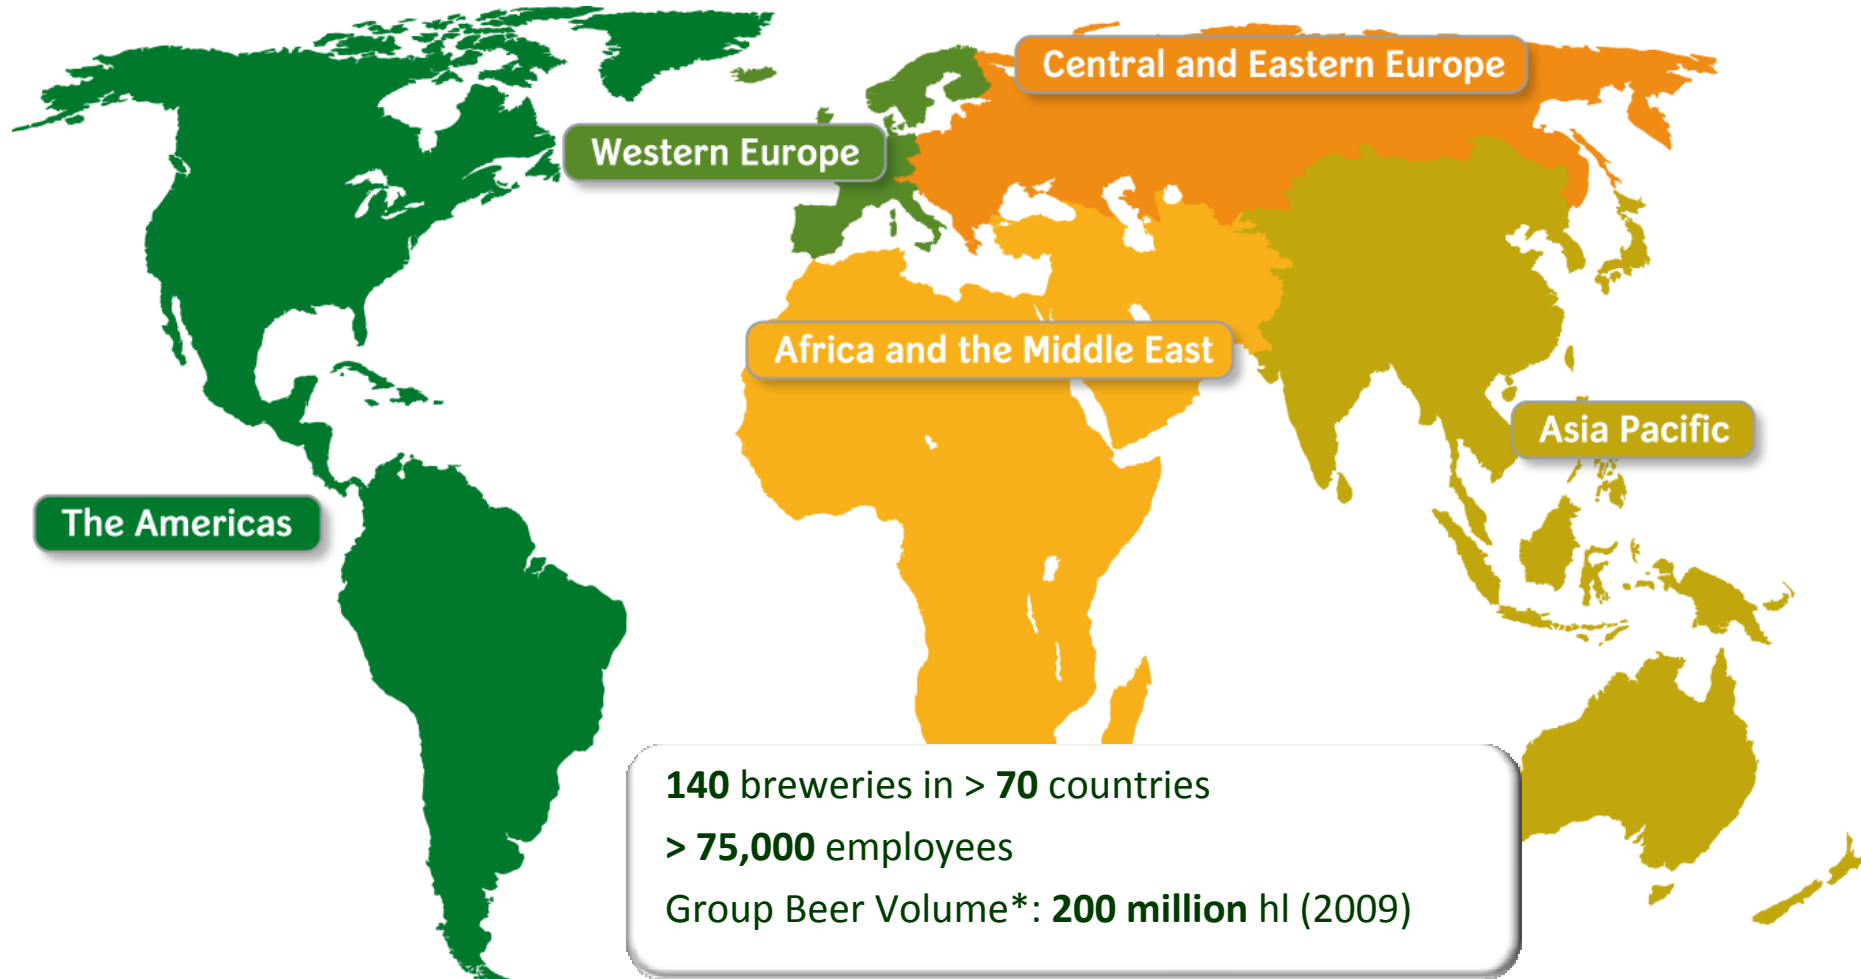 Central and Eastern Europe
Western Europe
Africa and the Middle East
Asia Pacific
The Americas
140 breweries in > 70 countries
> 75,000 employees
Group Beer Volume*: 200 million hl (2009)